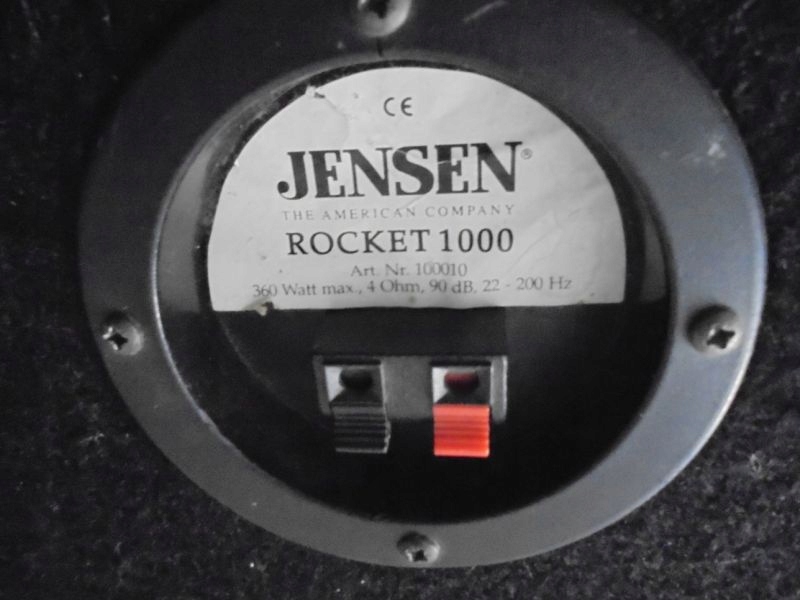 CE
JENSEN®
THE AMERICAN COMPANY
ROCKET 1000
Art. Nr. 100010
360 Watt max., 4 Ohm, 90 dB, 22 - 200 Hz